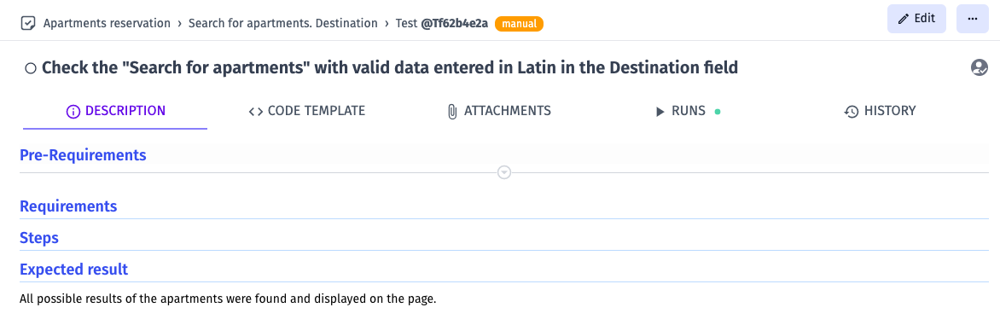 Apartments reservation › Search for apartments. Destination › Test @Tf62b4e2a manual
Edit ...
Check the "Search for apartments" with valid data entered in Latin in the Destination field
DESCRIPTION <> CODE TEMPLATE ATTACHMENTS RUNS HISTORY
Pre-Requirements
Requirements
Steps
Expected result
All possible results of the apartments were found and displayed on the page.